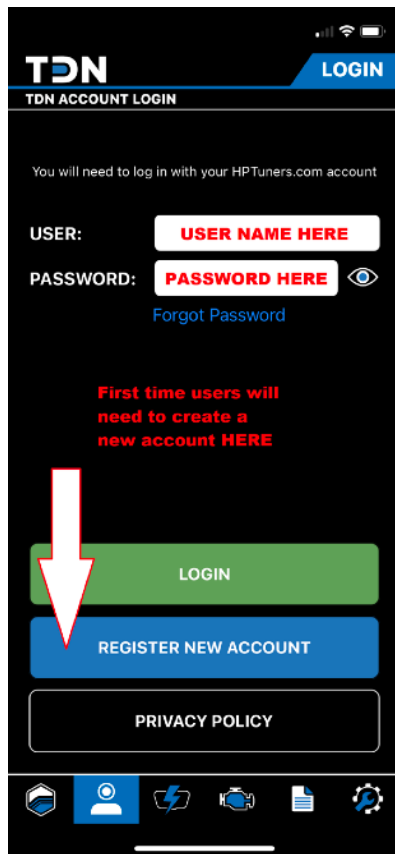 TDN
LOGIN
TDN ACCOUNT LOGIN
You will need to log in with your HPTuners.com account
USER:
USER NAME HERE
PASSWORD:
PASSWORD HERE
Forgot Password
First time users will
need to create a
new account HERE
LOGIN
REGISTER NEW ACCOUNT
PRIVACY POLICY